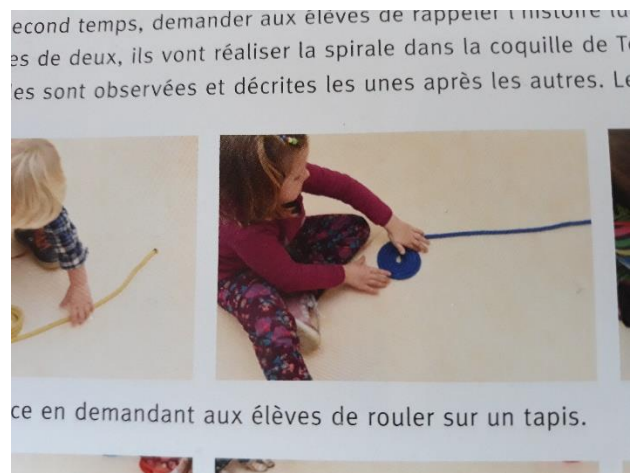 econd temps, demander aux élèves de rappeler l'histoire
es de deux, ils vont réaliser la spirale dans la coquille de
es sont observées et décrites les unes après les autres. Le
ce en demandant aux élèves de rouler sur un tapis.